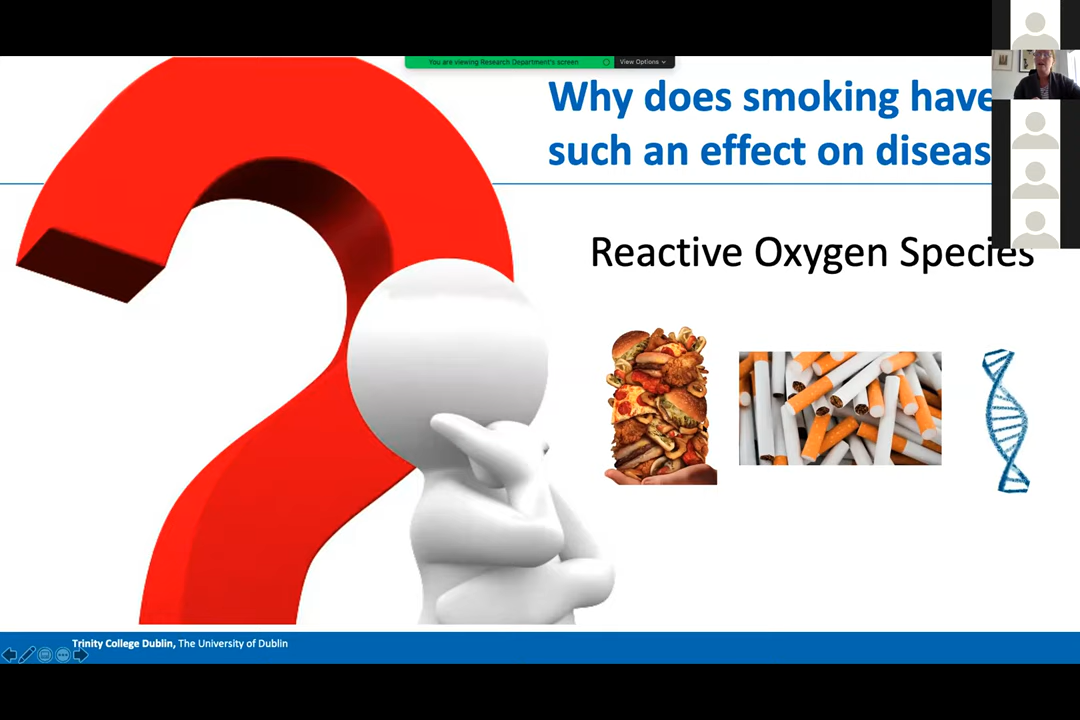 You are viewing Research Department's screen
View Options
Why does smoking have
such an effect on diseas
Reactive Oxygen Species
Trinity College Dublin, The University of Dublin